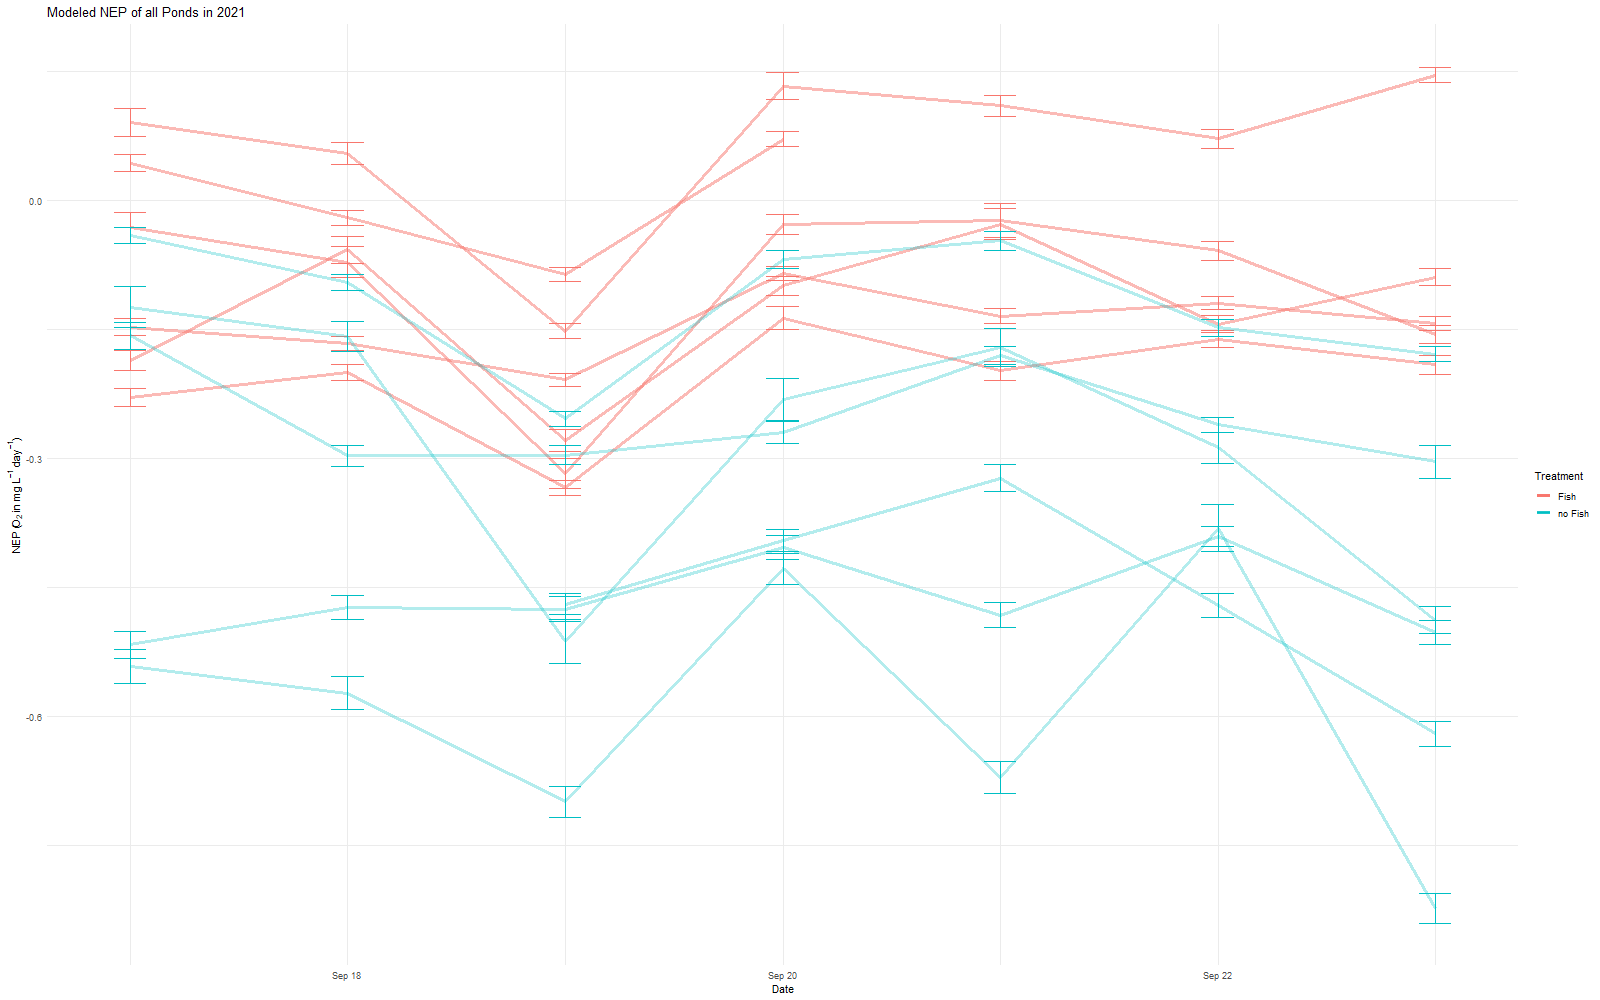 Modeled NEP of all Ponds in 2021
0.0
-0.3
-0.6
NEP (O₂ in mg L⁻¹ day⁻¹)
Sep 18
Sep 20
Sep 22
Date
Treatment
Fish
no Fish